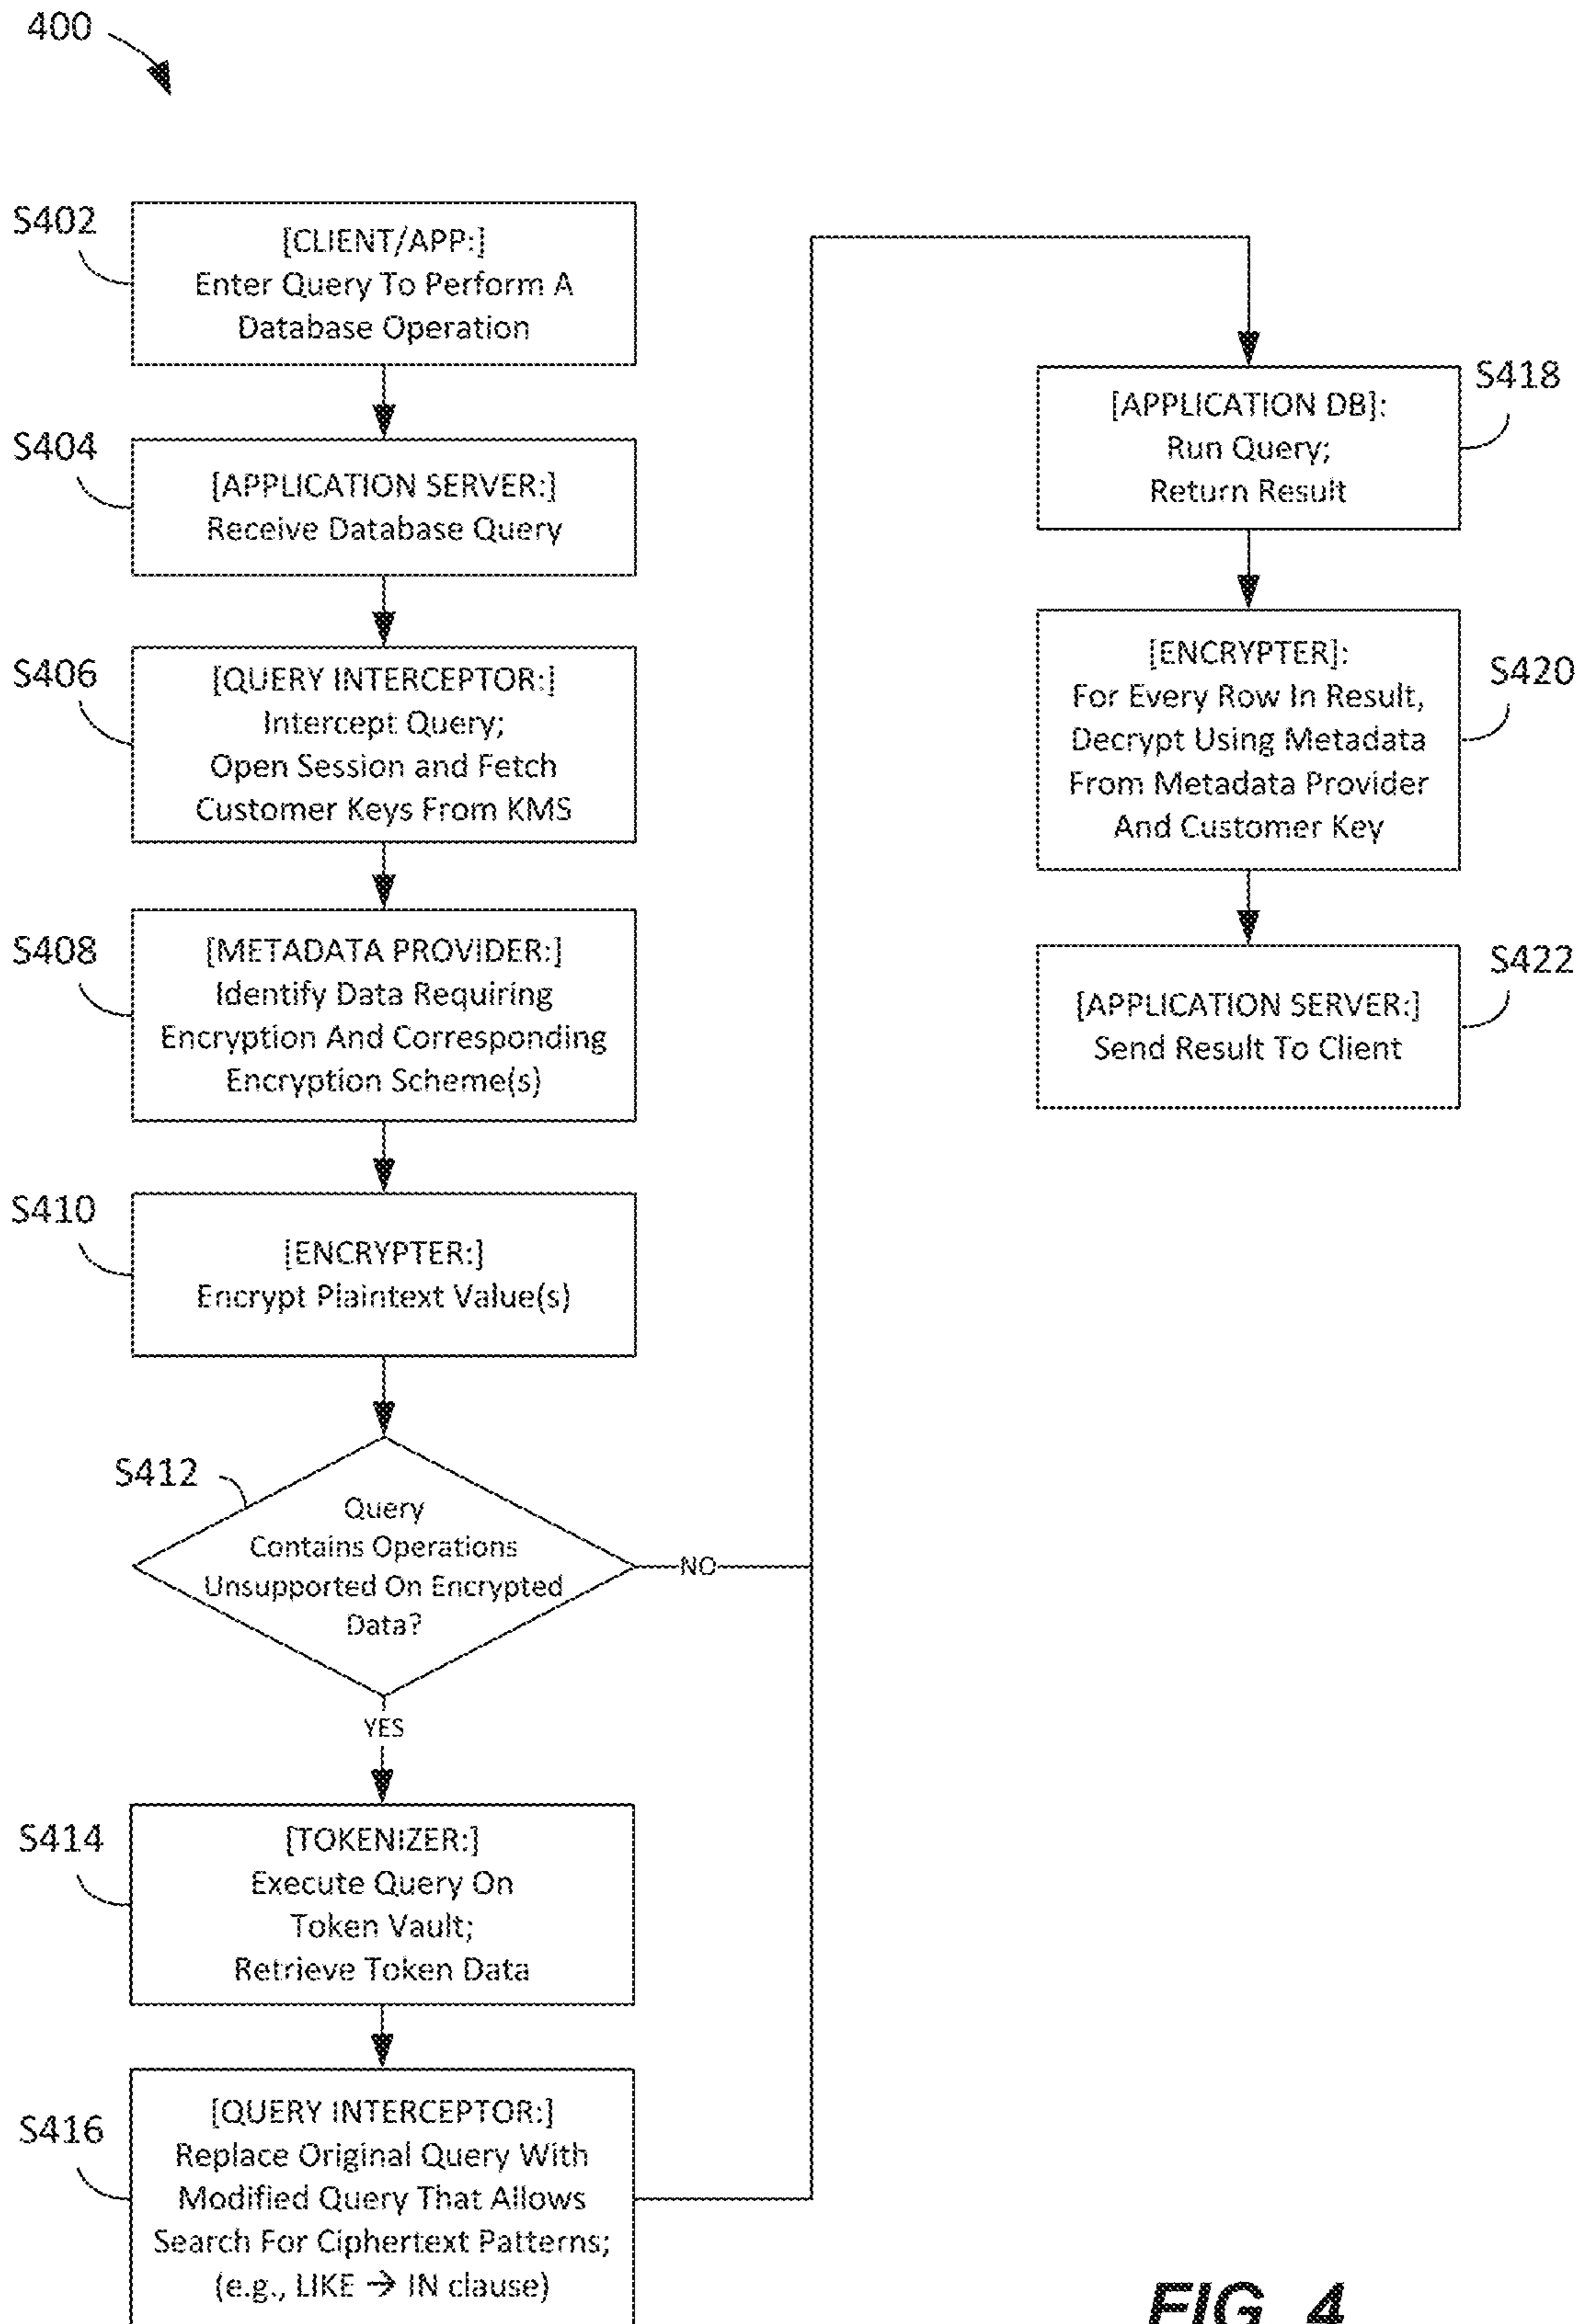 400
S402
[CLIENT/APP:]
Enter Query To Perform A
Database Operation
S404
[APPLICATION SERVER:]
Receive Database Query
S406
[QUERY INTERCEPTOR:]
Intercept Query;
Open Session and Fetch
Customer Keys From KMS
S408
[METADATA PROVIDER:]
Identify Data Requiring
Encryption And Corresponding
Encryption Scheme(s)
S410
[ENCRYPTER:]
Encrypt Plaintext Value(s)
S412
Query
Contains Operations
Unsupported On Encrypted
Data?
NO
YES
S414
[TOKENIZER:]
Execute Query On
Token Vault;
Retrieve Token Data
S416
[QUERY INTERCEPTOR:]
Replace Original Query With
Modified Query That Allows
Search For Ciphertext Patterns;
(e.g., LIKE → IN clause)
S418
[APPLICATION DB]:
Run Query;
Return Result
S420
[ENCRYPTER]:
For Every Row In Result,
Decrypt Using Metadata
From Metadata Provider
And Customer Key
S422
[APPLICATION SERVER:]
Send Result To Client
FIG. 4